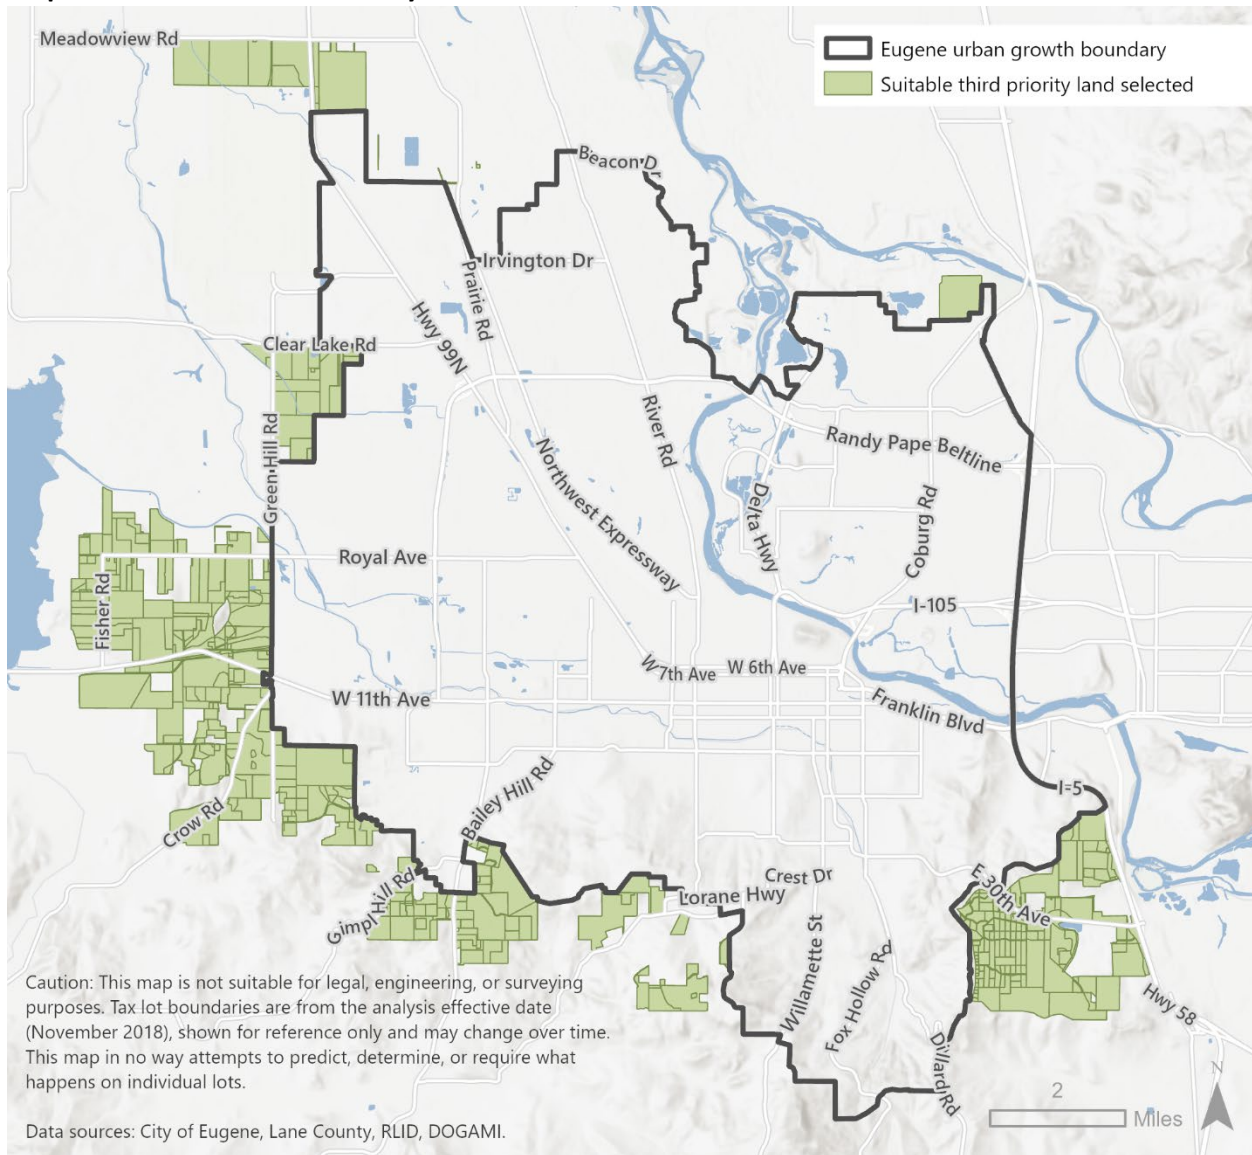 Meadowview Rd
Eugene urban growth boundary
Suitable third priority land selected
Beacon Dr
Irvington Dr
Prairie Rd
Hwy 99N
Clear Lake Rd
Green Hill Rd
River Rd
Randy Pape Beltline
Northwest Expressway
Delta Hwy
Coburg Rd
Royal Ave
Fisher Rd
I-105
W 7th Ave
W 6th Ave
W 11th Ave
Franklin Blvd
Bailey Hill Rd
I-5
Crow Rd
Crest Dr
E 30th Ave
Lorane Hwy
Gimpl Hill Rd
Willamette St
Fox Hollow Rd
Hwy 58
Dillard Rd
Caution: This map is not suitable for legal, engineering, or surveying
purposes. Tax lot boundaries are from the analysis effective date
(November 2018), shown for reference only and may change over time.
This map in no way attempts to predict, determine, or require what
happens on individual lots.
N
2
Miles
Data sources: City of Eugene, Lane County, RLID, DOGAMI.